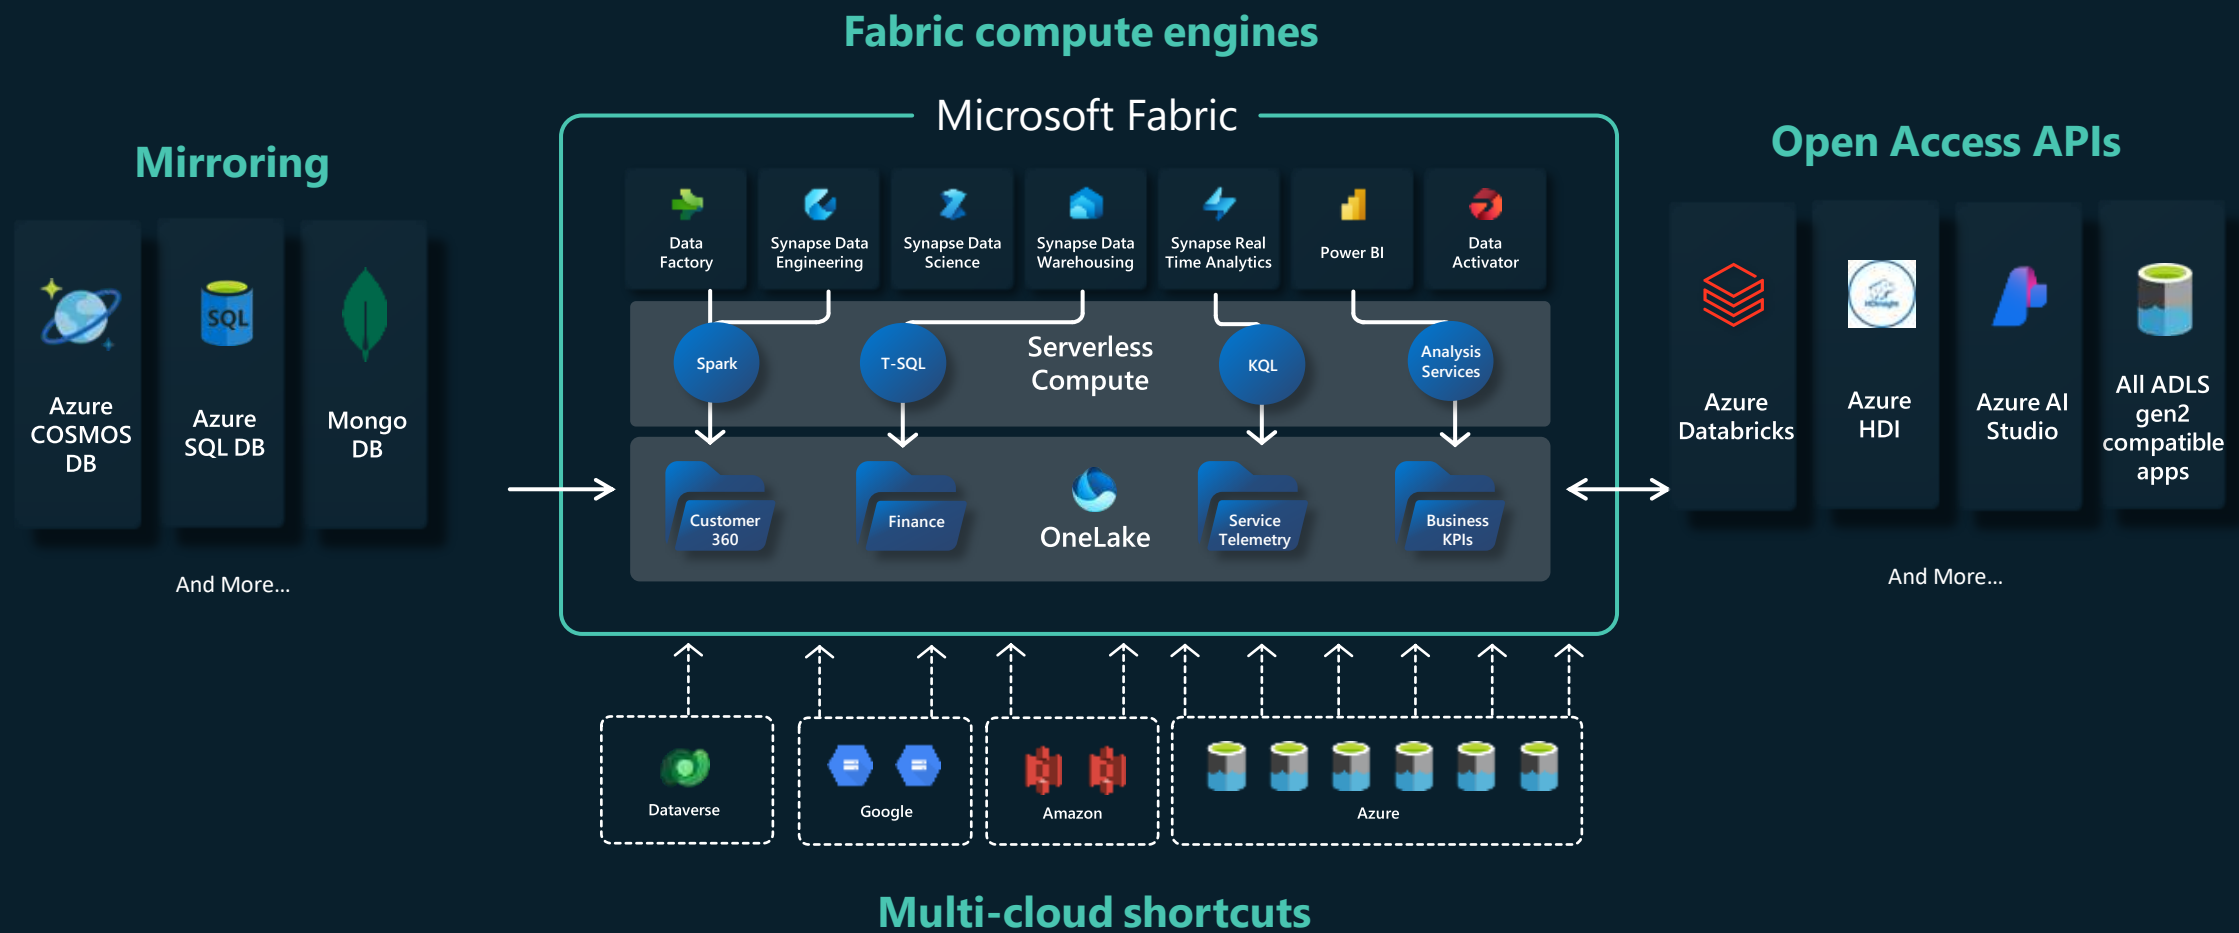 Fabric compute engines
Microsoft Fabric
Mirroring
Open Access APIs
Data
Factory
Synapse Data
Engineering
Synapse Data
Science
Synapse Data
Warehousing
Synapse Real
Time Analytics
Power BI
Data
Activator
Spark
T-SQL
Serverless
Compute
KQL
Analysis
Services
Customer
360
Finance
OneLake
Service
Telemetry
Business
KPIs
Azure
COSMOS
DB
SQL
Azure
SQL DB
Mongo
DB
And More...
Azure
Databricks
HDInsight
Azure
HDI
Azure AI
Studio
All ADLS
gen2
compatible
apps
And More...
Dataverse
Google
Amazon
Azure
Multi-cloud shortcuts